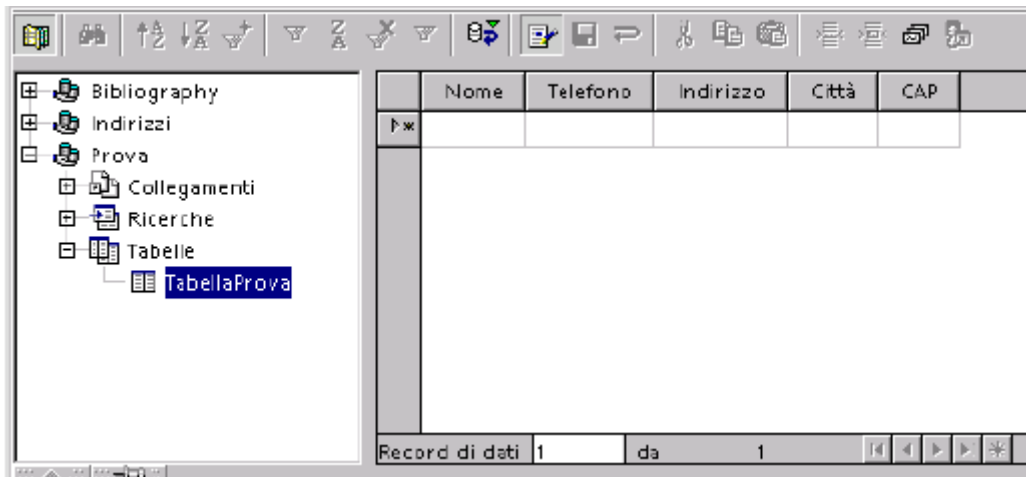 Bibliography
Indirizzi
Prova
Collegamenti
Ricerche
Tabelle
TabellaProva
Nome Telefono Indirizzo Città CAP
Record di dati 1 da 1